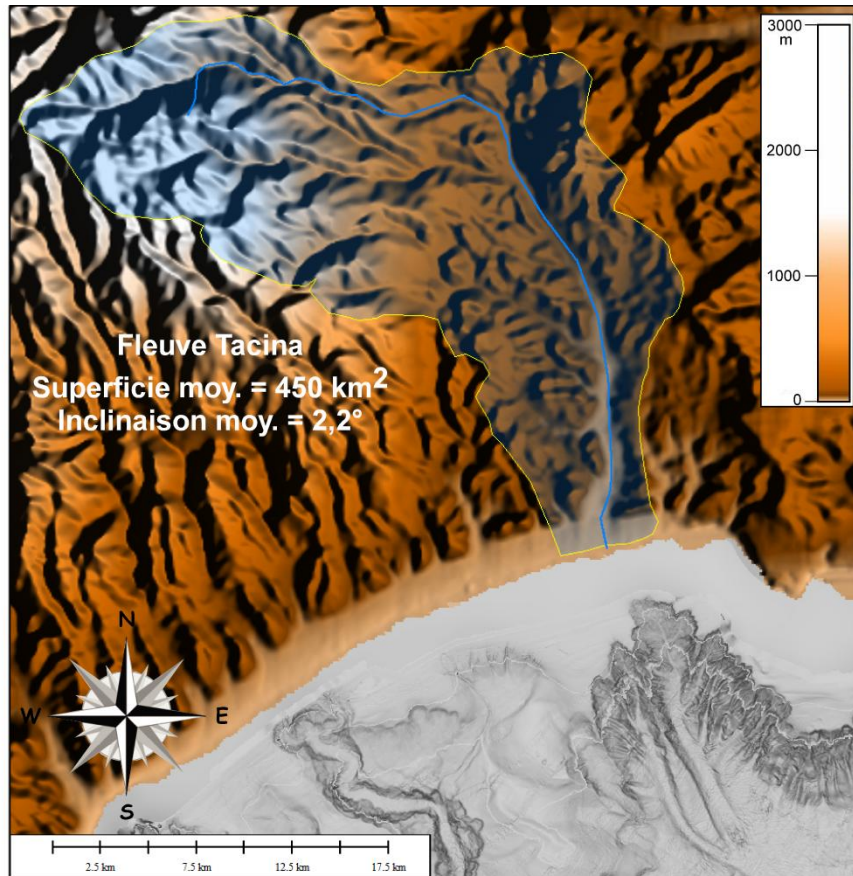 3000
m
2000
1000
0
Fleuve Tacina
Superficie moy. = 450 km²
Inclinaison moy. = 2,2°
N
W
E
S
2.5 km
7.5 km
12.5 km
17.5 km